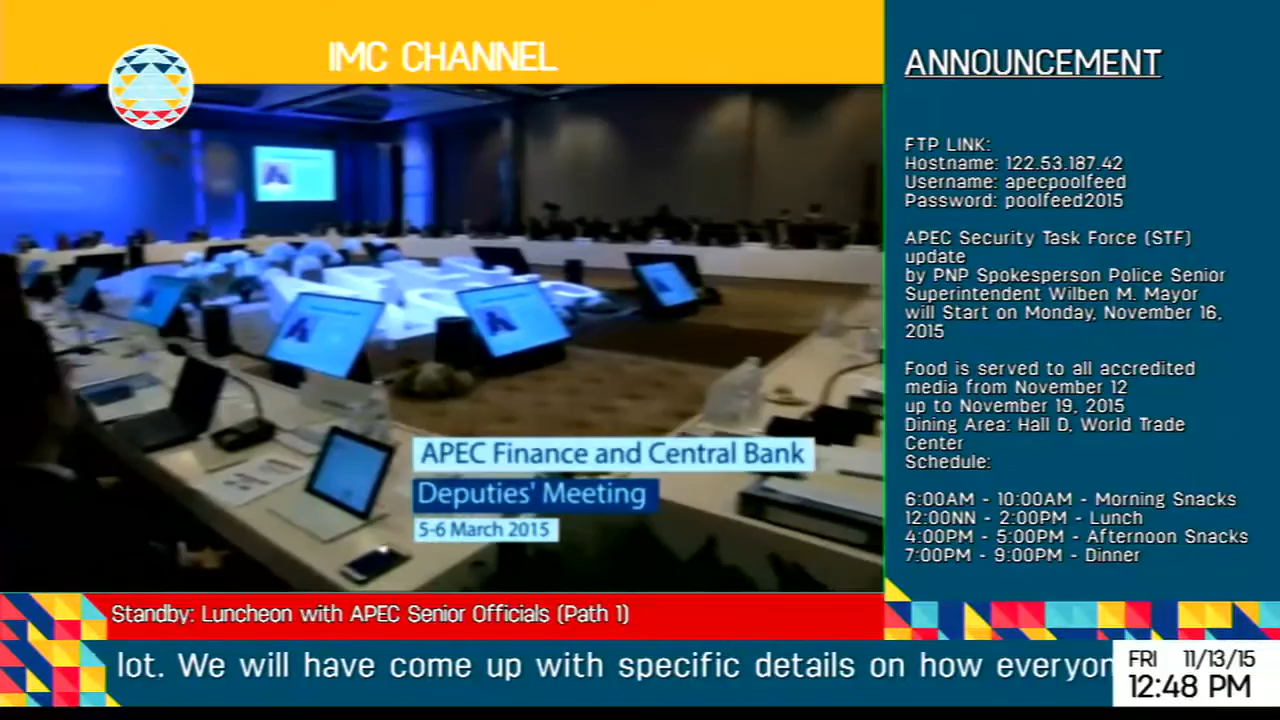 IMC CHANNEL
ANNOUNCEMENT
FTP LINK:
Hostname: 122.53.187.42
Username: apecpoolfeed
Password: poolfeed2015
APEC Security Task Force (STF)
update
by PNP Spokesperson Police Senior
Superintendent Wilben M. Mayor
will Start on Monday, November 16,
2015
Food is served to all accredited
media from November 12
up to November 19, 2015
Dining Area: Hall D, World Trade
Center
Schedule:
6:00AM - 10:00AM - Morning Snacks
12:00NN - 2:00PM - Lunch
4:00PM - 5:00PM - Afternoon Snacks
7:00PM - 9:00PM - Dinner
APEC Finance and Central Bank
Deputies' Meeting
5-6 March 2015
Standby: Luncheon with APEC Senior Officials (Path 1)
lot. We will have come up with specific details on how everyon
FRI 11/13/15
12:48 PM